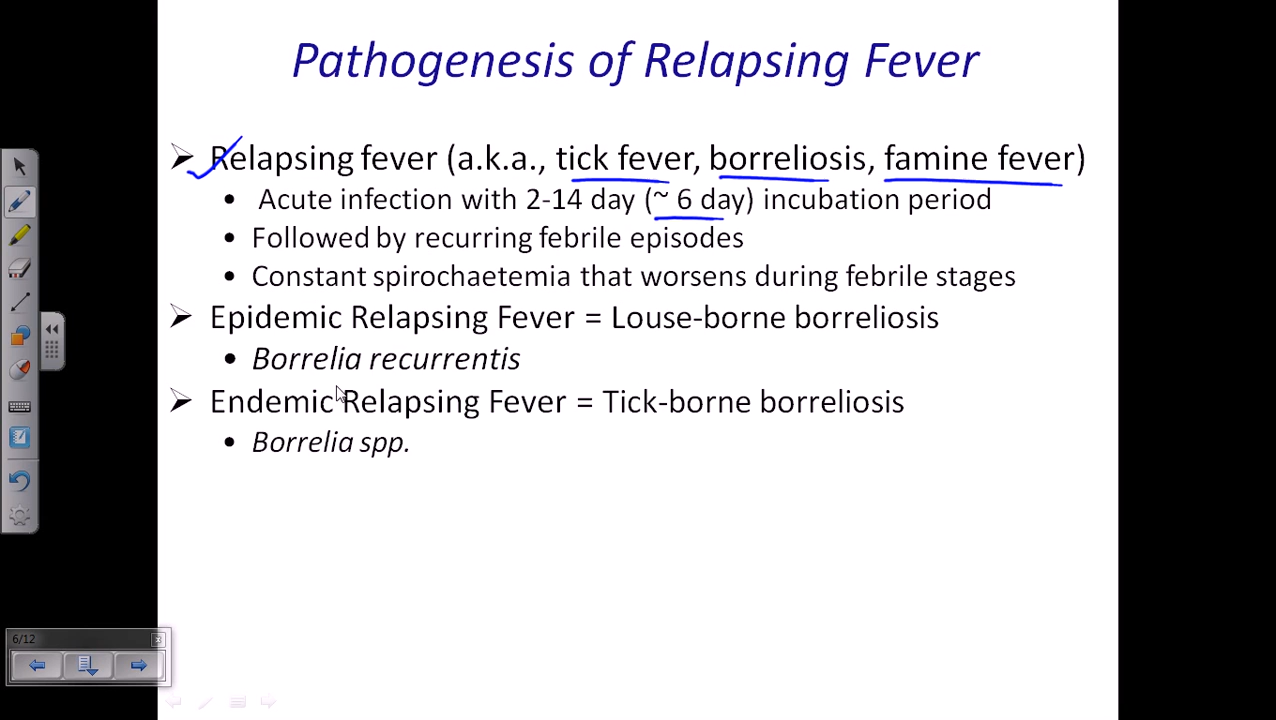 Pathogenesis of Relapsing Fever
➢ Relapsing fever (a.k.a., tick fever, borreliosis, famine fever)
• Acute infection with 2-14 day (~ 6 day) incubation period
• Followed by recurring febrile episodes
• Constant spirochaetemia that worsens during febrile stages
➢ Epidemic Relapsing Fever = Louse-borne borreliosis
• Borrelia recurrentis
➢ Endemic Relapsing Fever = Tick-borne borreliosis
• Borrelia spp.
6/12